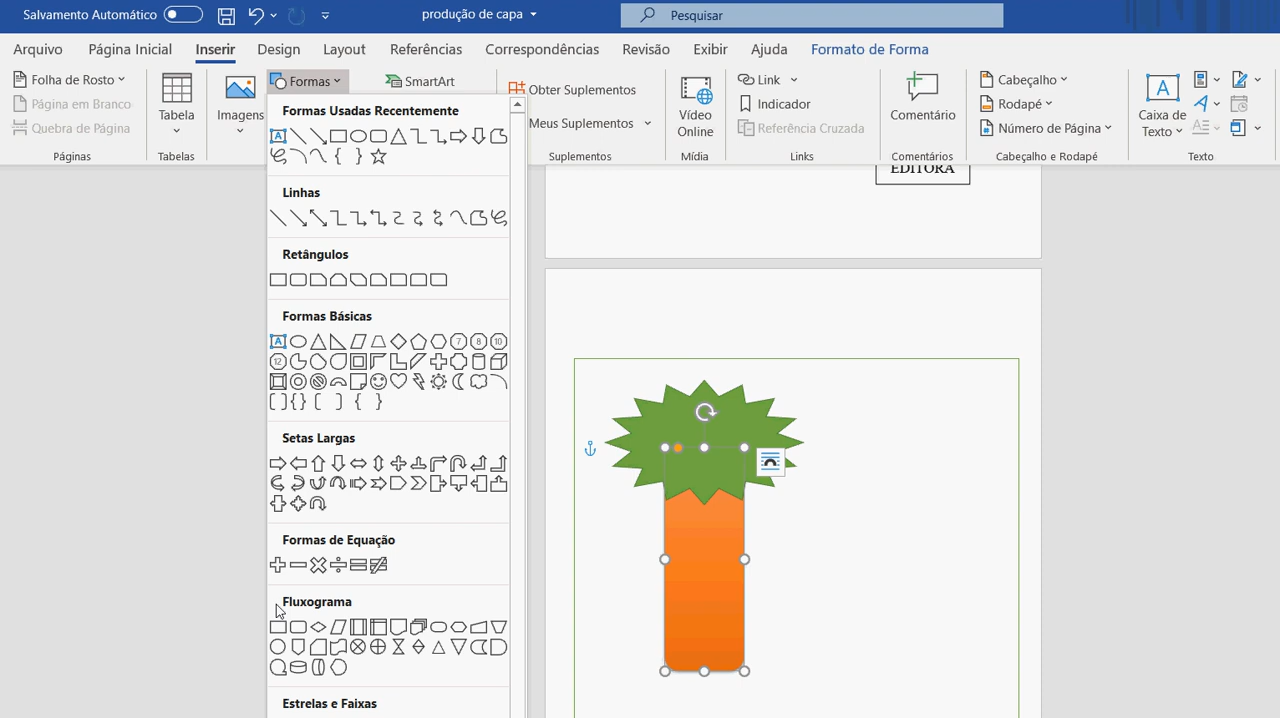 Salvamento Automático
produção de capa
Pesquisar
Arquivo Página Inicial Inserir Design Layout Referências Correspondências Revisão Exibir Ajuda Formato de Forma
Folha de Rosto
Página em Branco
Quebra de Página
Páginas
Tabela
Tabelas
Imagens
Formas
SmartArt
Obter Suplementos
Meus Suplementos
Suplementos
Vídeo
Online
Mídia
Link
Indicador
Referência Cruzada
Links
Comentário
Comentários
Cabeçalho
Rodapé
Número de Página
Cabeçalho e Rodapé
A
Caixa de
Texto
Texto
Formas Usadas Recentemente
Linhas
Retângulos
Formas Básicas
A
7 8 10
12
Setas Largas
Formas de Equação
Fluxograma
Estrelas e Faixas
EDITORA